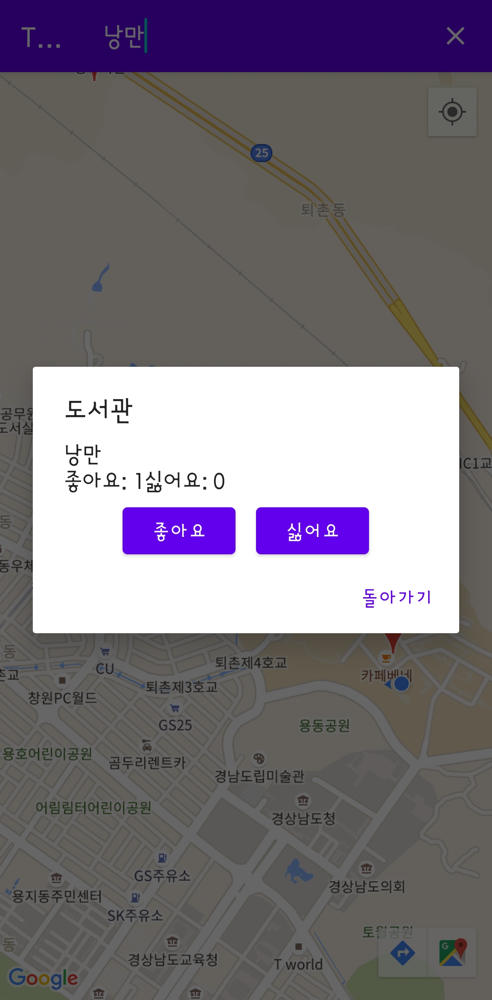 T...
낭만
25
퇴촌동
공무원
도서실
IC1교
도서관
낭만
좋아요: 1싫어요: 0
좋아요
싫어요
돌아가기
동
동우체
동
촌교
CU
퇴촌제4호교
카페베네
창원PC월드
퇴촌제3호교
GS25
용동공원
용호어린이공원
곰두리렌트카
경남도립미술관
어림림터어린이공원
경상남도청
GS주유소
경상남도의회
용지동주민센터
SK주유소
토월공원
동
경상남도교육청
T world
Google